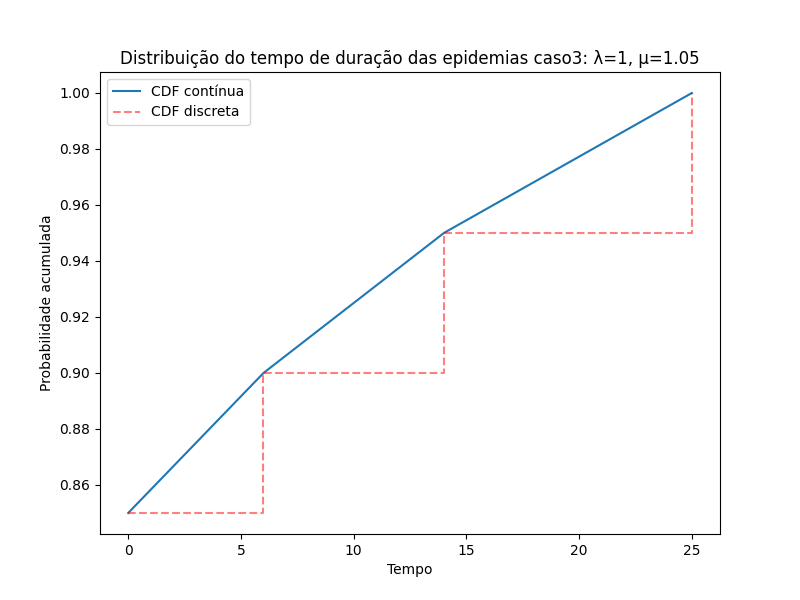 Distribuição do tempo de duração das epidemias caso3: λ=1, μ=1.05
CDF contínua
CDF discreta
Probabilidade acumulada
1.00
0.98
0.96
0.94
0.92
0.90
0.88
0.86
0 5 10 15 20 25
Tempo